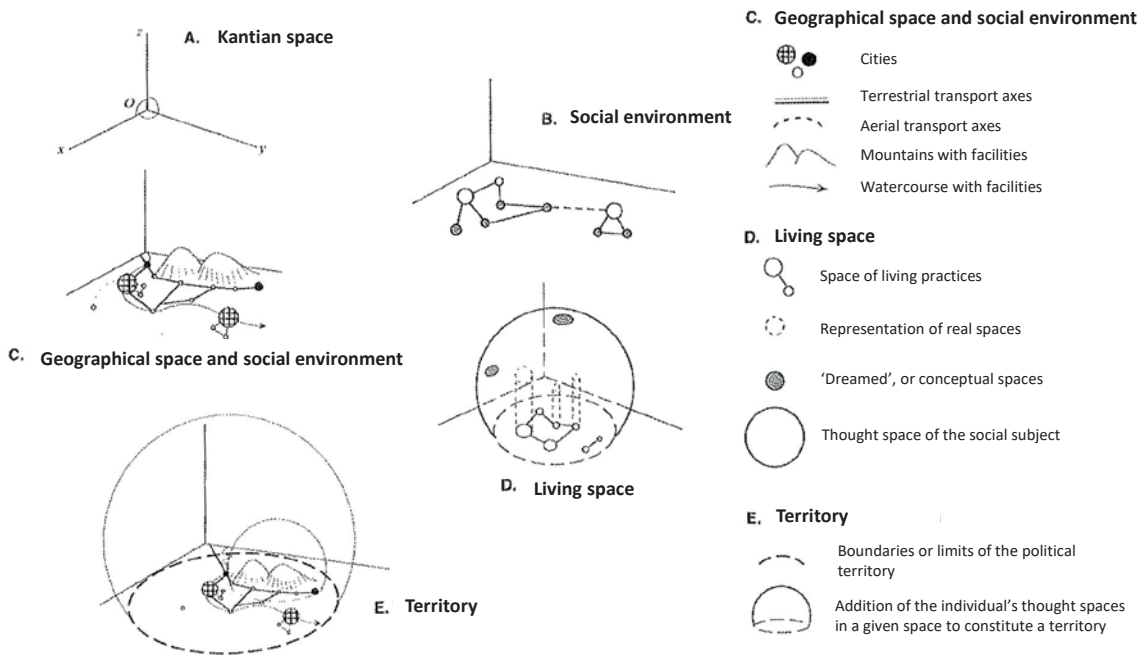 z
A. Kantian space
O
x
y
B. Social environment
C. Geographical space and social environment
D. Living space
E. Territory
C. Geographical space and social environment
Cities
Terrestrial transport axes
Aerial transport axes
Mountains with facilities
Watercourse with facilities
D. Living space
Space of living practices
Representation of real spaces
‘Dreamed’, or conceptual spaces
Thought space of the social subject
E. Territory
Boundaries or limits of the political
territory
Addition of the individual’s thought spaces
in a given space to constitute a territory